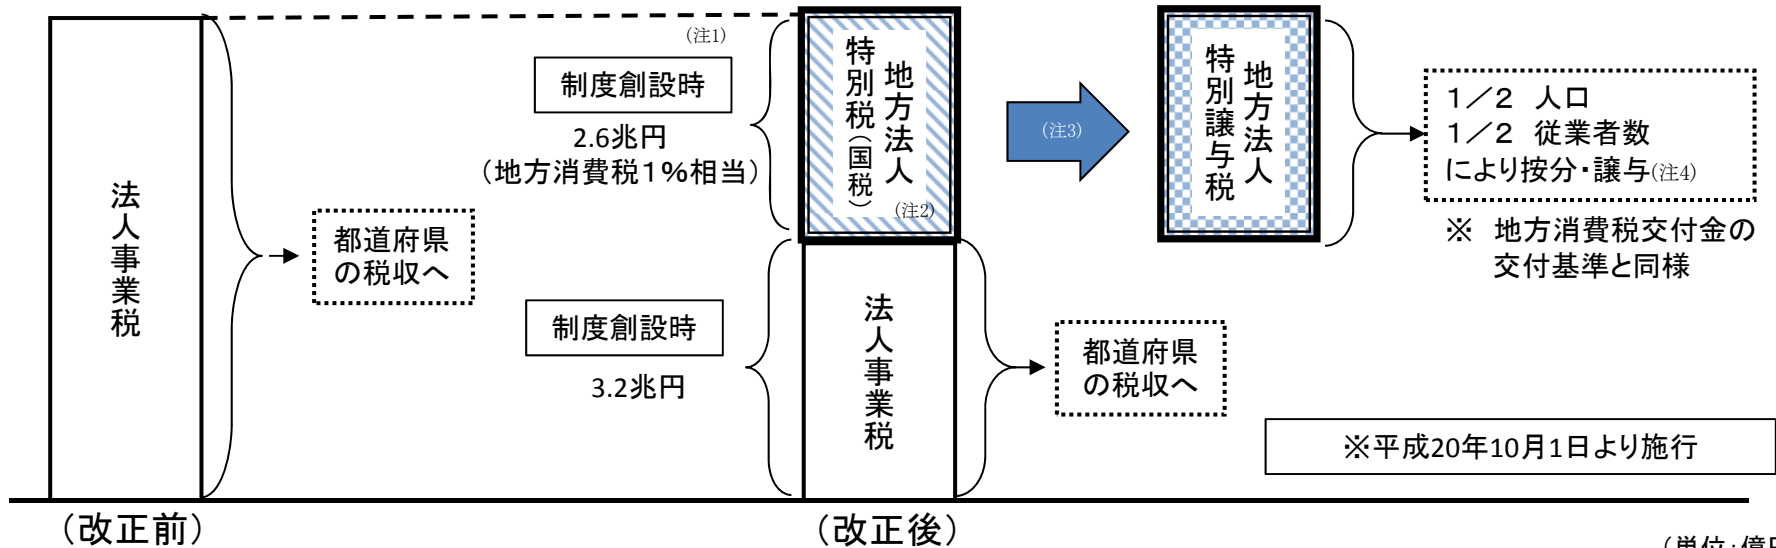 法人事業税
都道府県
の税収へ
(注1)
制度創設時
2.6兆円
（地方消費税１％相当）
地方法人
特別税（国税）
(注2)
(注3)
地方法人
特別譲与税
１／２ 人口
１／２ 従業者数
により按分・譲与(注4)
※ 地方消費税交付金の
交付基準と同様
制度創設時
3.2兆円
法人事業税
都道府県
の税収へ
※平成20年10月1日より施行
（改正前）
（改正後）